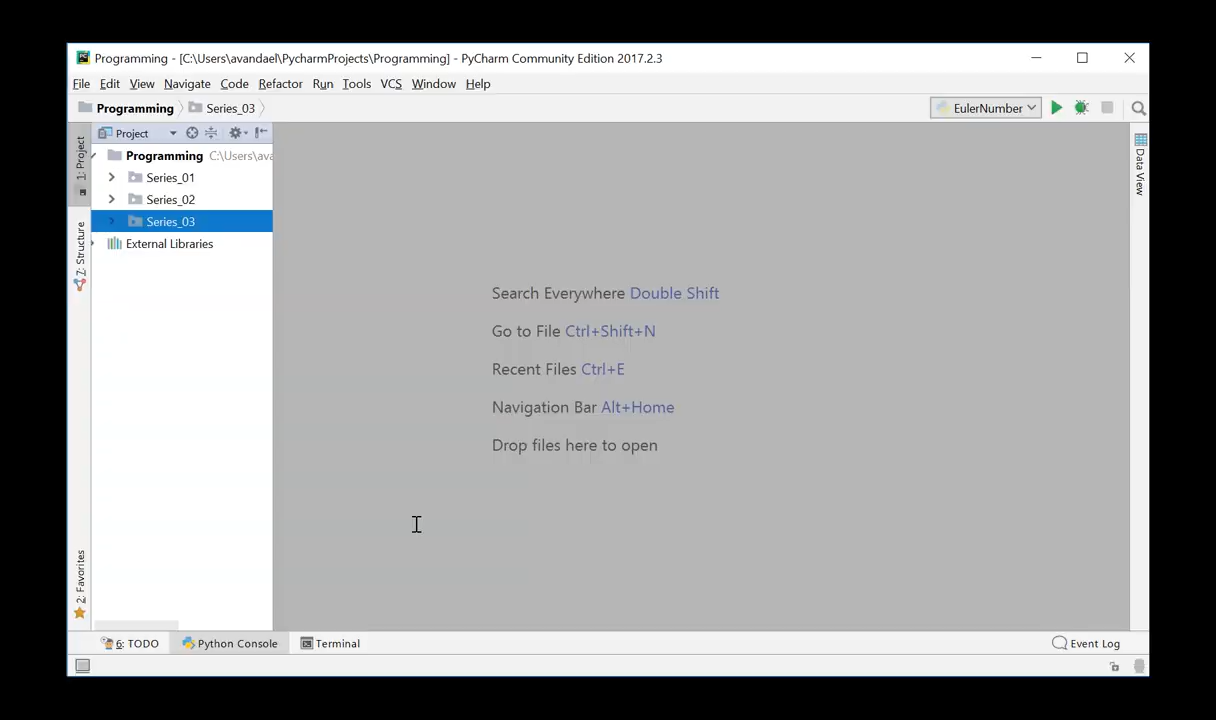 Programming - [C:\Users\avandael\PycharmProjects\Programming] - PyCharm Community Edition 2017.2.3
File Edit View Navigate Code Refactor Run Tools VCS Window Help
Programming Series_03 EulerNumber
1: Project
Project
Programming C:\Users\ava
Series_01
Series_02
Series_03
External Libraries
7: Structure
2: Favorites
Search Everywhere Double Shift
Go to File Ctrl+Shift+N
Recent Files Ctrl+E
Navigation Bar Alt+Home
Drop files here to open
Data View
6: TODO Python Console Terminal Event Log